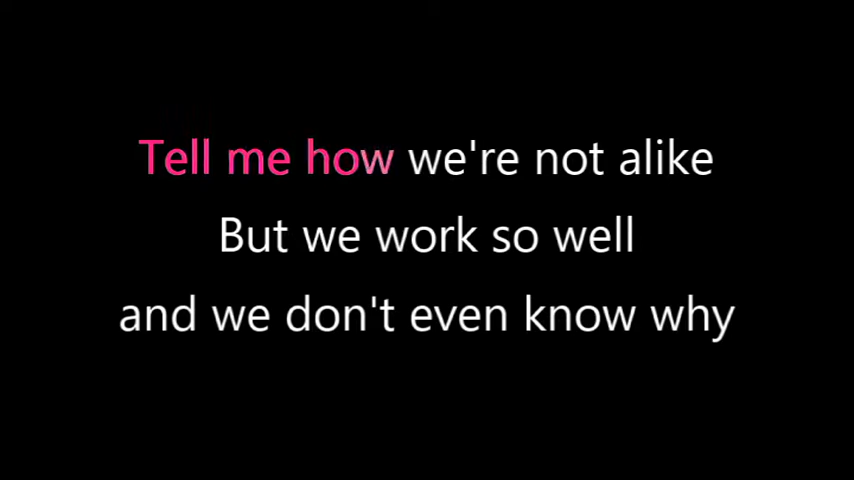 Tell me how we're not alike
But we work so well
and we don't even know why